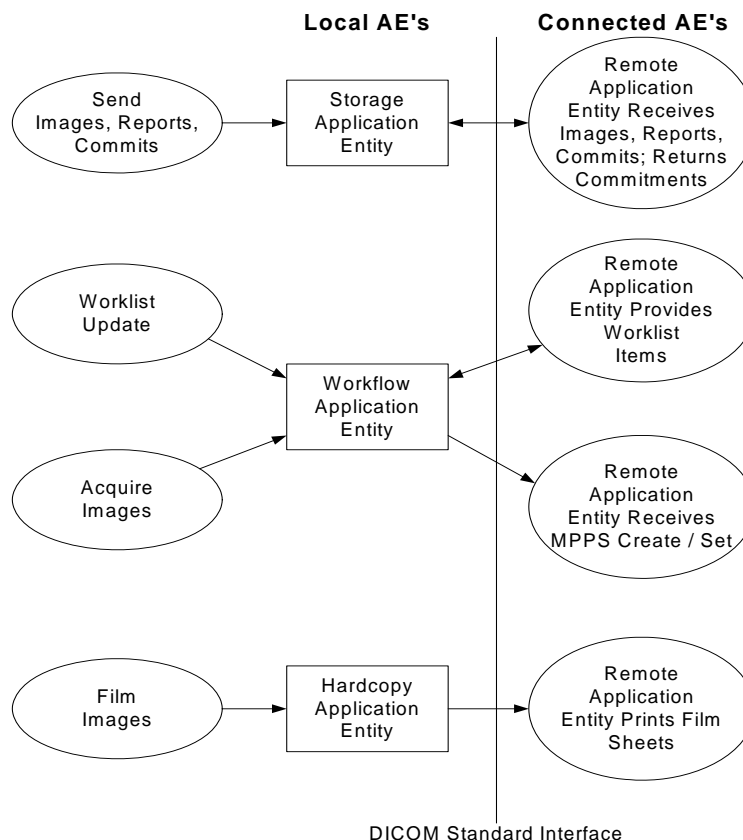 Local AE's
Connected AE's
Send
Images, Reports,
Commits
Storage
Application
Entity
Remote
Application
Entity Receives
Images, Reports,
Commits; Returns
Commitments
Worklist
Update
Remote
Application
Entity Provides
Worklist
Items
Workflow
Application
Entity
Acquire
Images
Remote
Application
Entity Receives
MPPS Create / Set
Film
Images
Hardcopy
Application
Entity
Remote
Application
Entity Prints Film
Sheets
DICOM Standard Interface